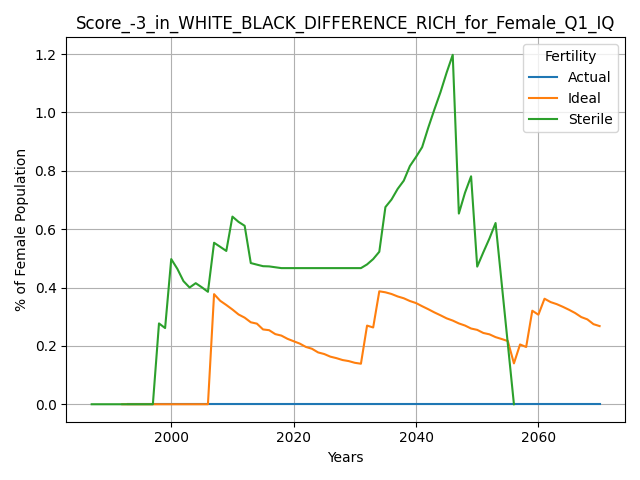 Score_-3_in_WHITE_BLACK_DIFFERENCE_RICH_for_Female_Q1_IQ
Fertility
Actual
Ideal
Sterile
% of Female Population
1.2
1.0
0.8
0.6
0.4
0.2
0.0
2000
2020
2040
2060
Years